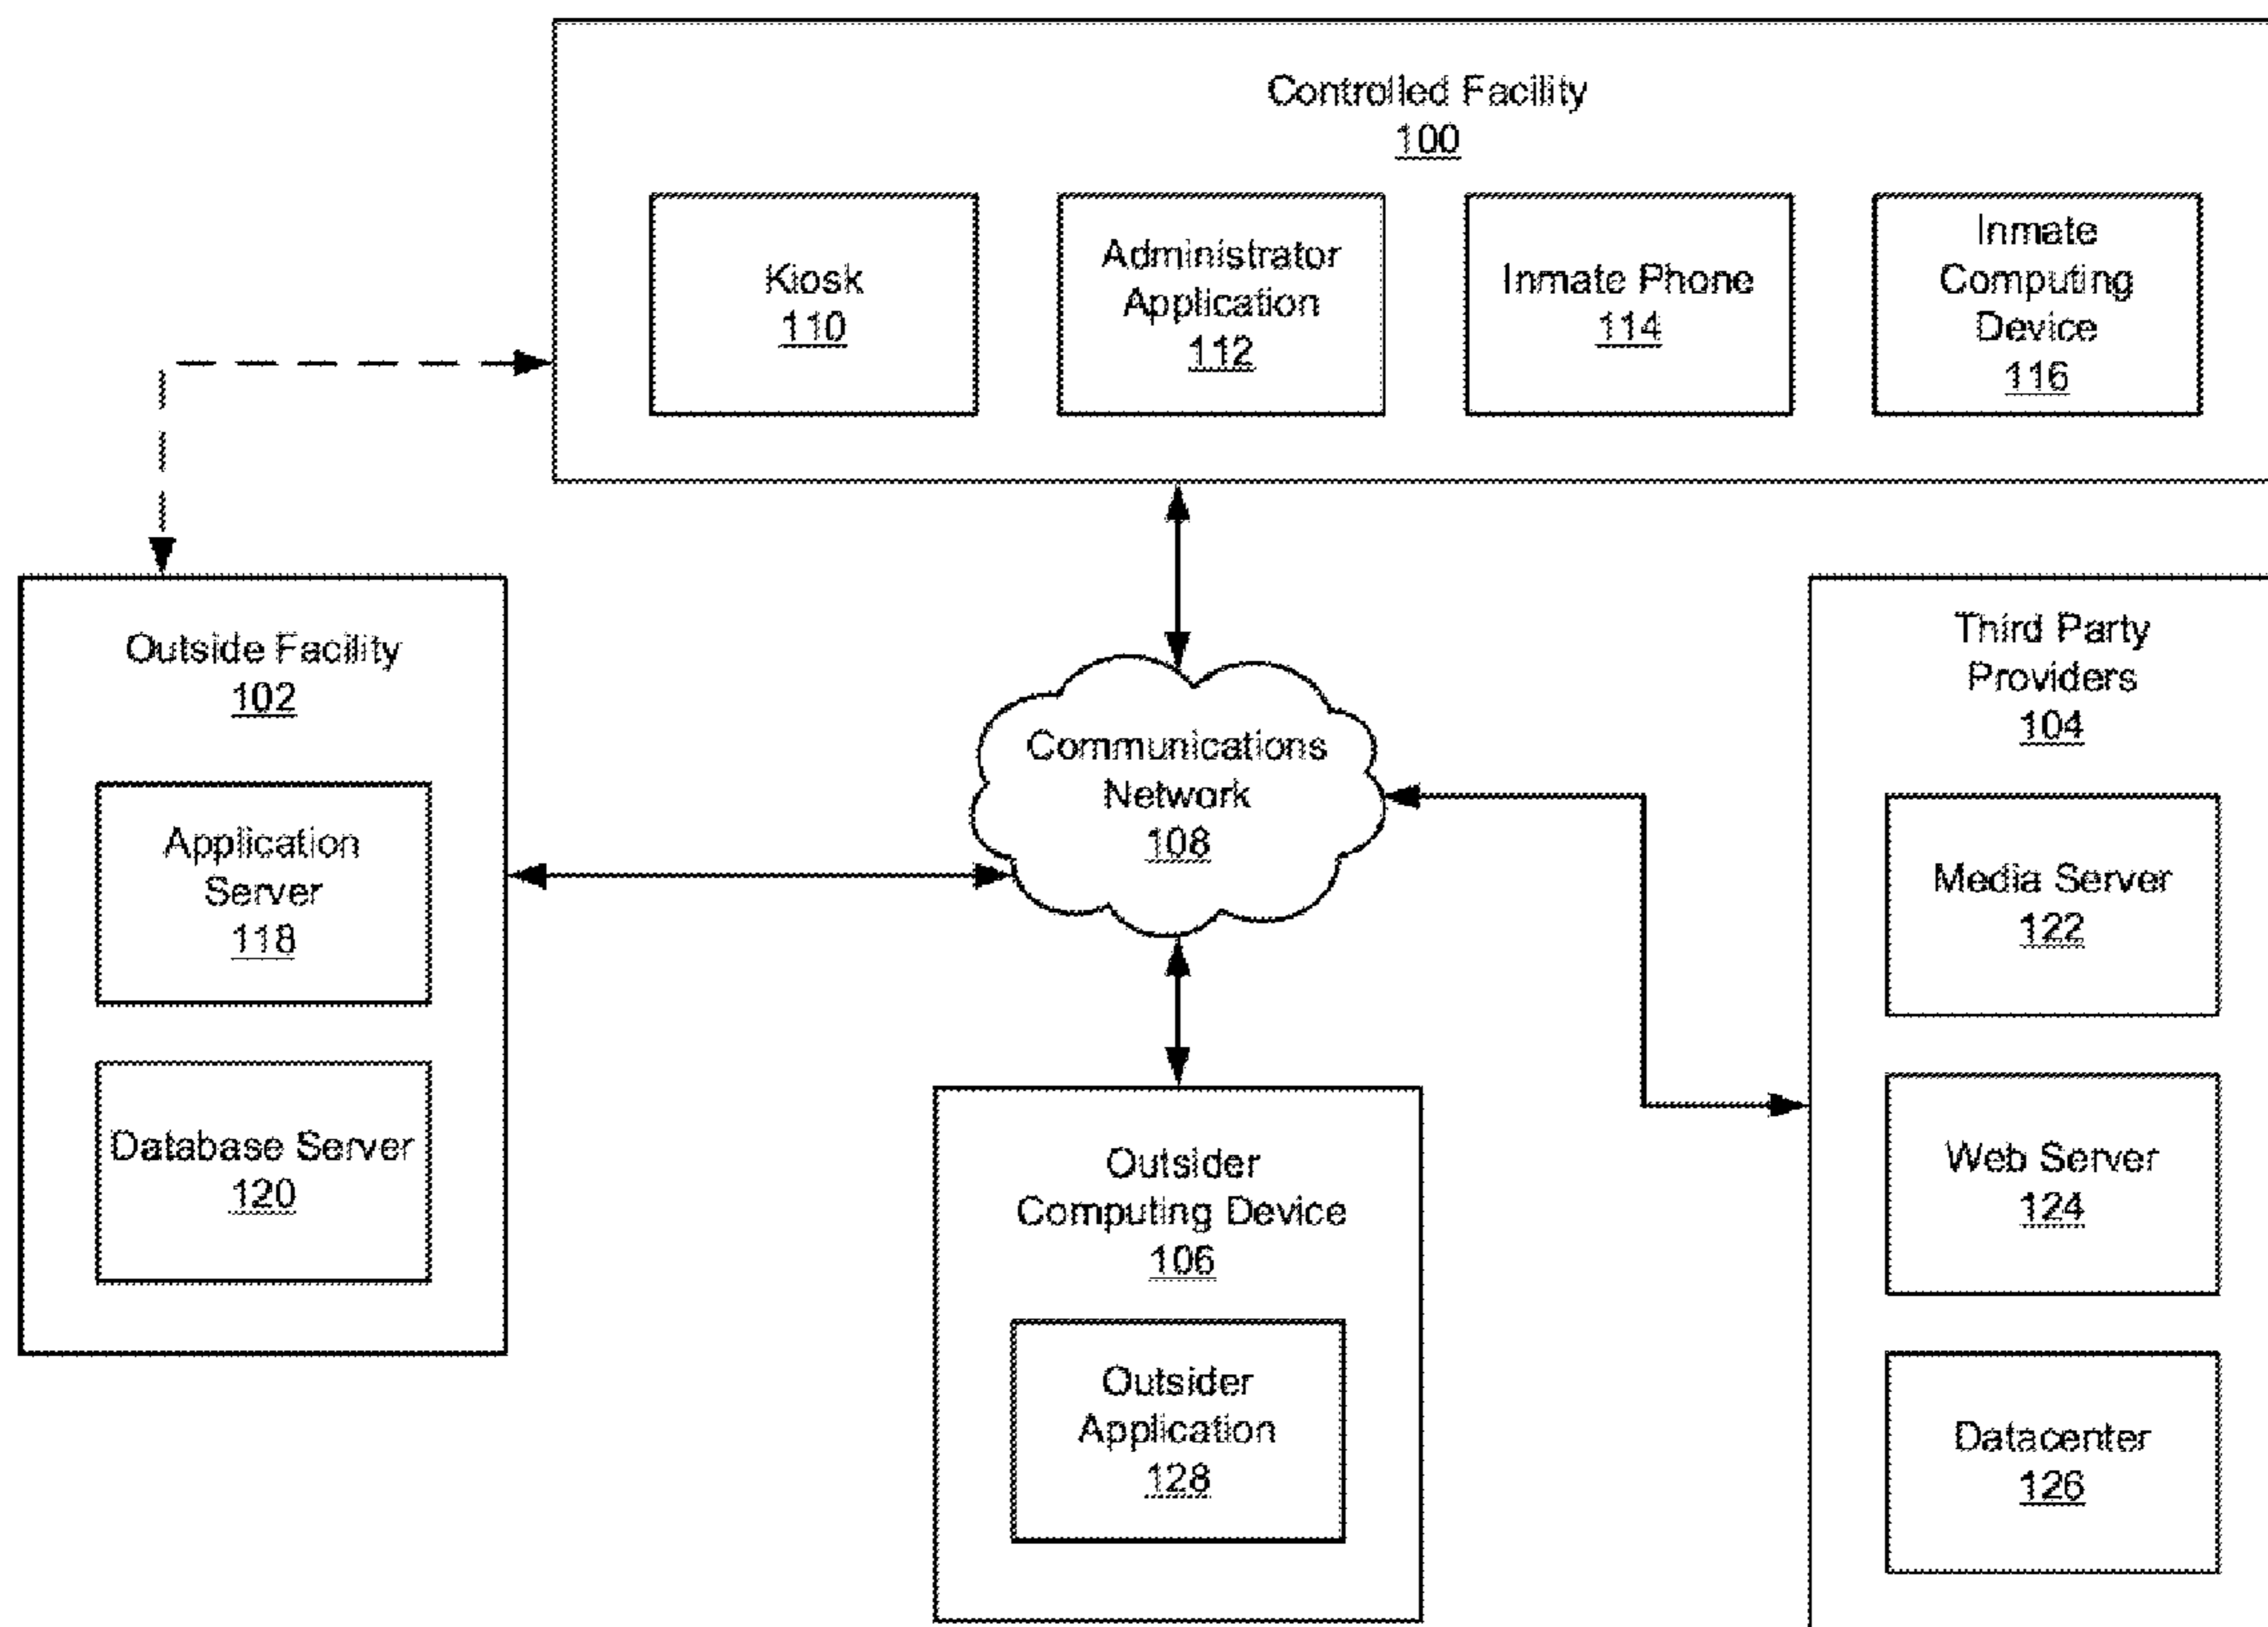 Controlled Facility
100
Kiosk
110
Administrator
Application
112
Inmate Phone
114
Inmate
Computing
Device
116
Outside Facility
102
Application
Server
118
Database Server
120
Communications
Network
108
Outsider
Computing Device
106
Outsider
Application
128
Third Party
Providers
104
Media Server
122
Web Server
124
Datacenter
126